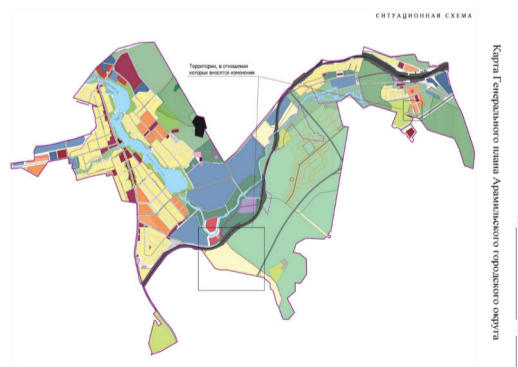 СИТУАЦИОННАЯ СХЕМА
Территории, в отношении
которых вносятся изменения
Карта Генерального плана Арамильского городского округа